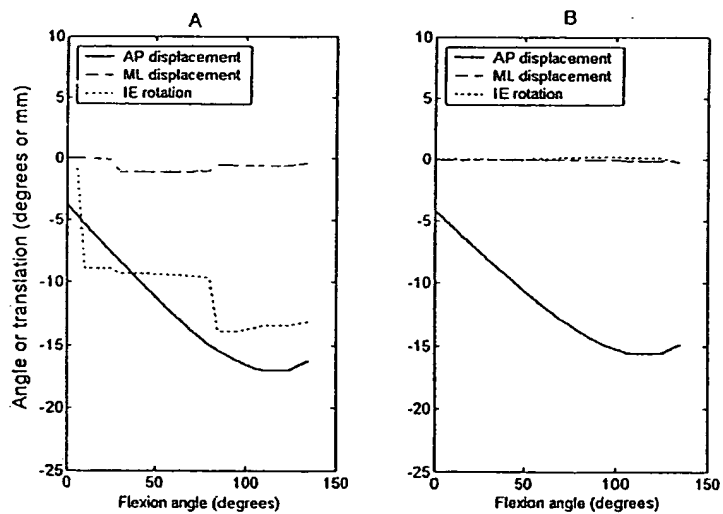 A
10
5
0
-5
-10
-15
-20
-25
AP displacement
ML displacement
IE rotation
0
50
100
150
Flexion angle (degrees)
Angle or translation (degrees or mm)
B
10
5
0
-5
-10
-15
-20
-25
AP displacement
ML displacement
IE rotation
0
50
100
150
Flexion angle (degrees)